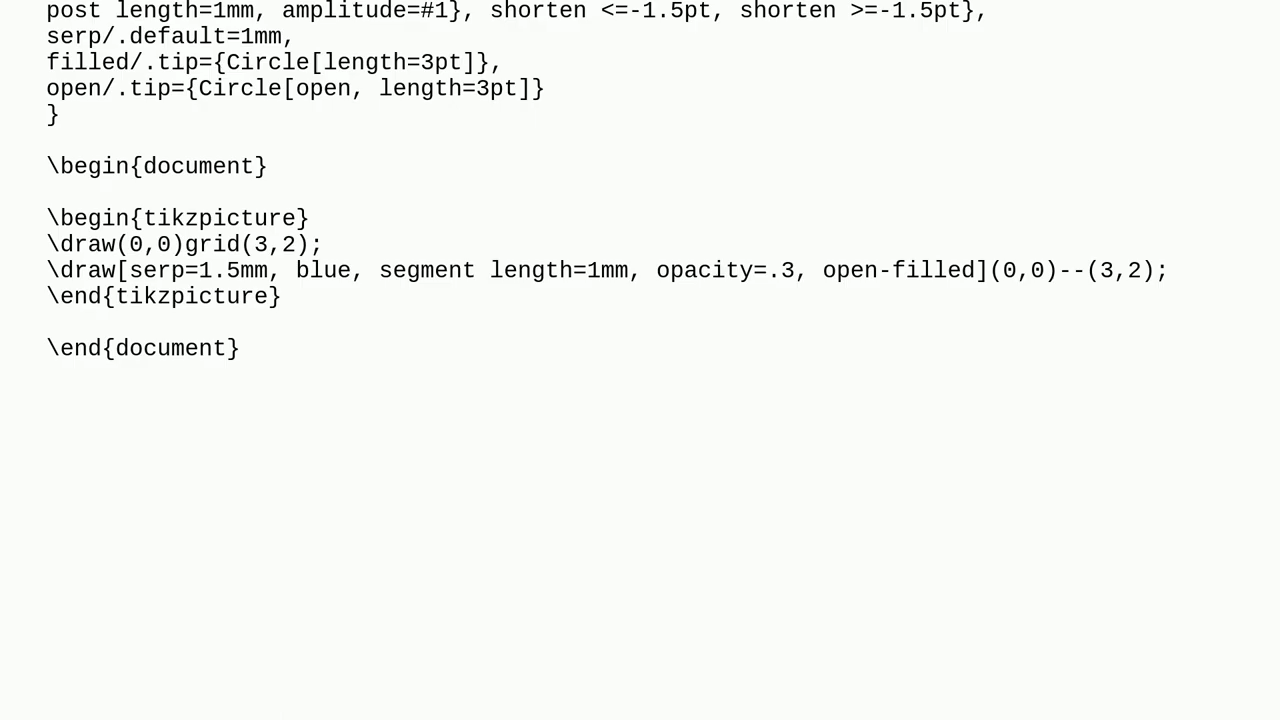 post length=1mm, amplitude=#1}, shorten <=-1.5pt, shorten >=-1.5pt},
serp/.default=1mm,
filled/.tip={Circle[length=3pt]},
open/.tip={Circle[open, length=3pt]}
}
\begin{document}
\begin{tikzpicture}
\draw(0,0)grid(3,2);
\draw[serp=1.5mm, blue, segment length=1mm, opacity=.3, open-filled](0,0)--(3,2);
\end{tikzpicture}
\end{document}